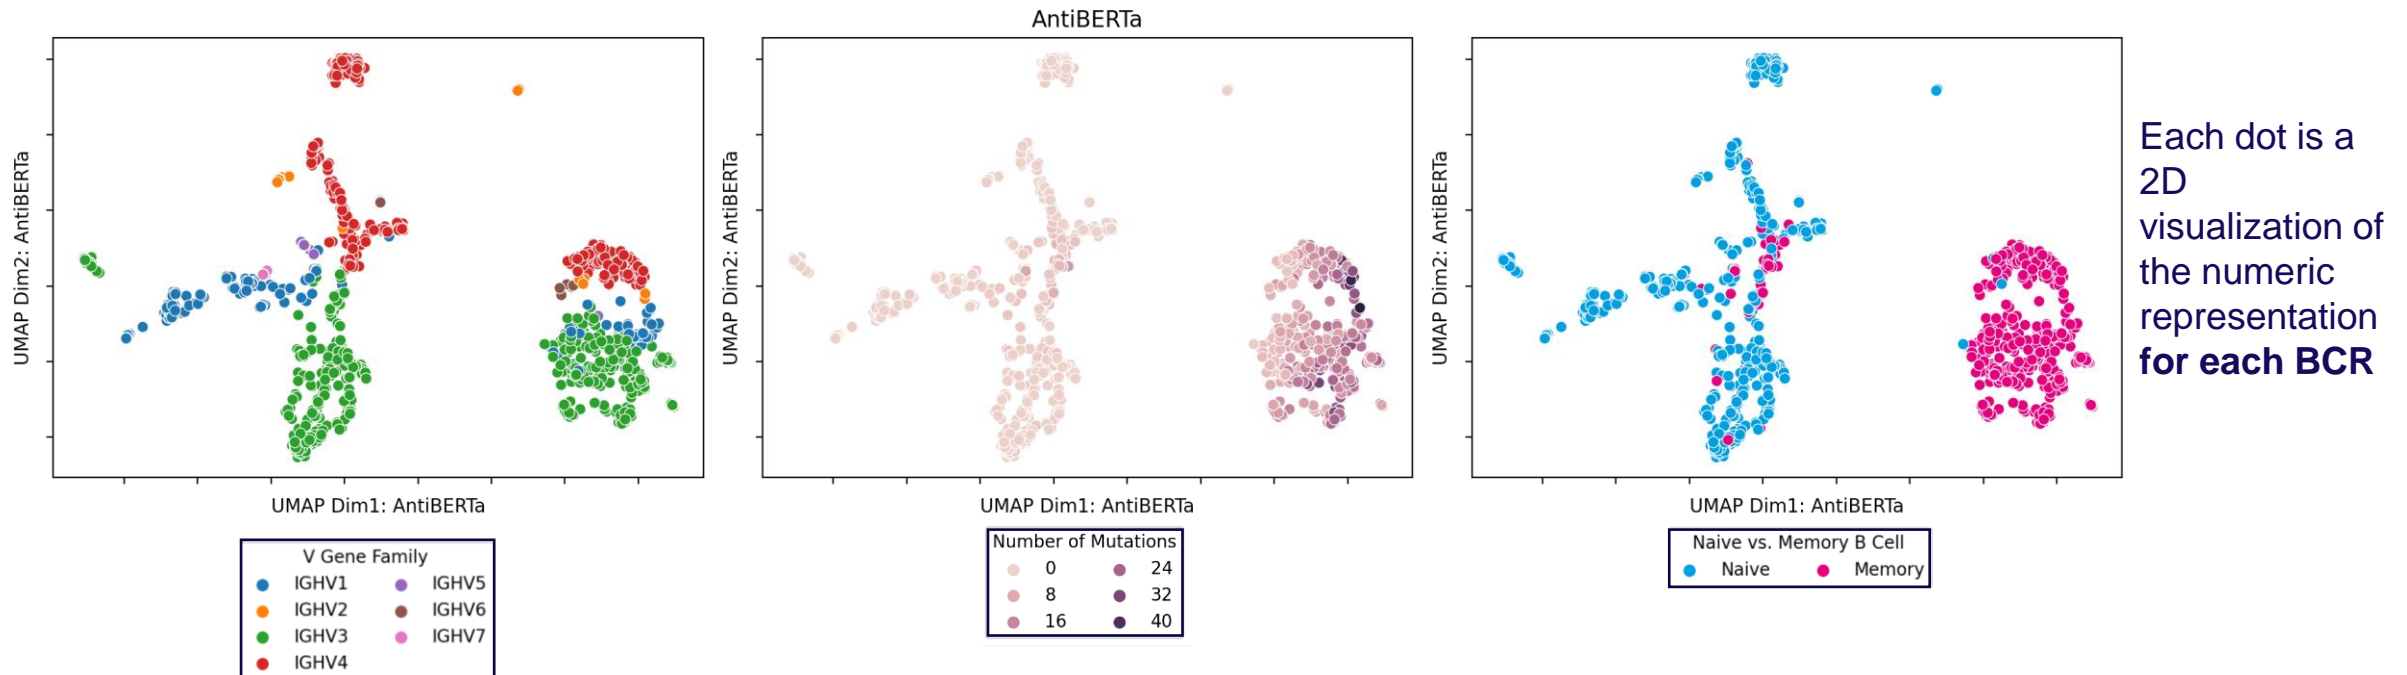 AntiBERTa
UMAP Dim2: AntiBERTa
UMAP Dim1: AntiBERTa
V Gene Family
IGHV1 IGHV5
IGHV2 IGHV6
IGHV3 IGHV7
IGHV4
UMAP Dim2: AntiBERTa
UMAP Dim1: AntiBERTa
Number of Mutations
0 24
8 32
16 40
UMAP Dim2: AntiBERTa
UMAP Dim1: AntiBERTa
Naive vs. Memory B Cell
Naive Memory
Each dot is a
2D
visualization of
the numeric
representation
for each BCR